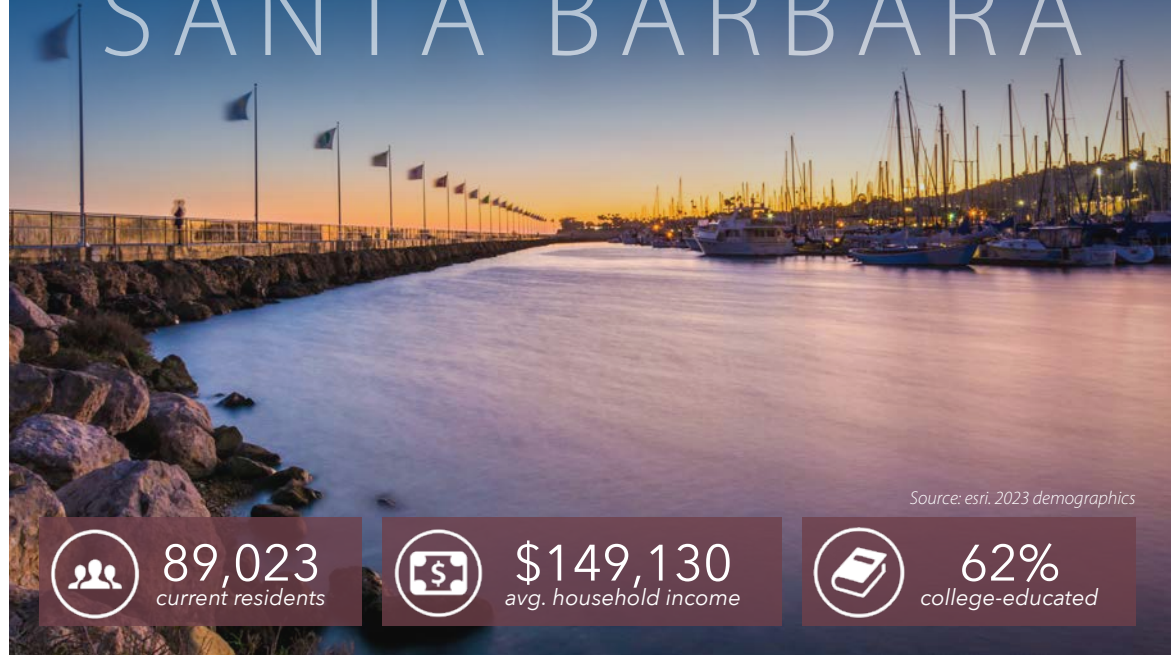 SANTA BARBARA
Source: esri. 2023 demographics
89,023
current residents
$149,130
avg. household income
62%
college-educated